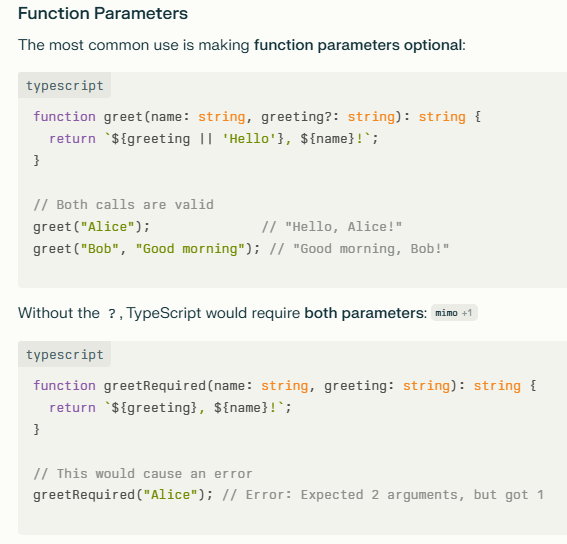 Function Parameters
The most common use is making function parameters optional:
typescript
function greet(name: string, greeting?: string): string {
  return `${greeting || 'Hello'}, ${name}!`;
}
// Both calls are valid
greet("Alice");              // "Hello, Alice!"
greet("Bob", "Good morning"); // "Good morning, Bob!"
Without the ?, TypeScript would require both parameters: mimo +1
typescript
function greetRequired(name: string, greeting: string): string {
  return `${greeting}, ${name}!`;
}
// This would cause an error
greetRequired("Alice"); // Error: Expected 2 arguments, but got 1